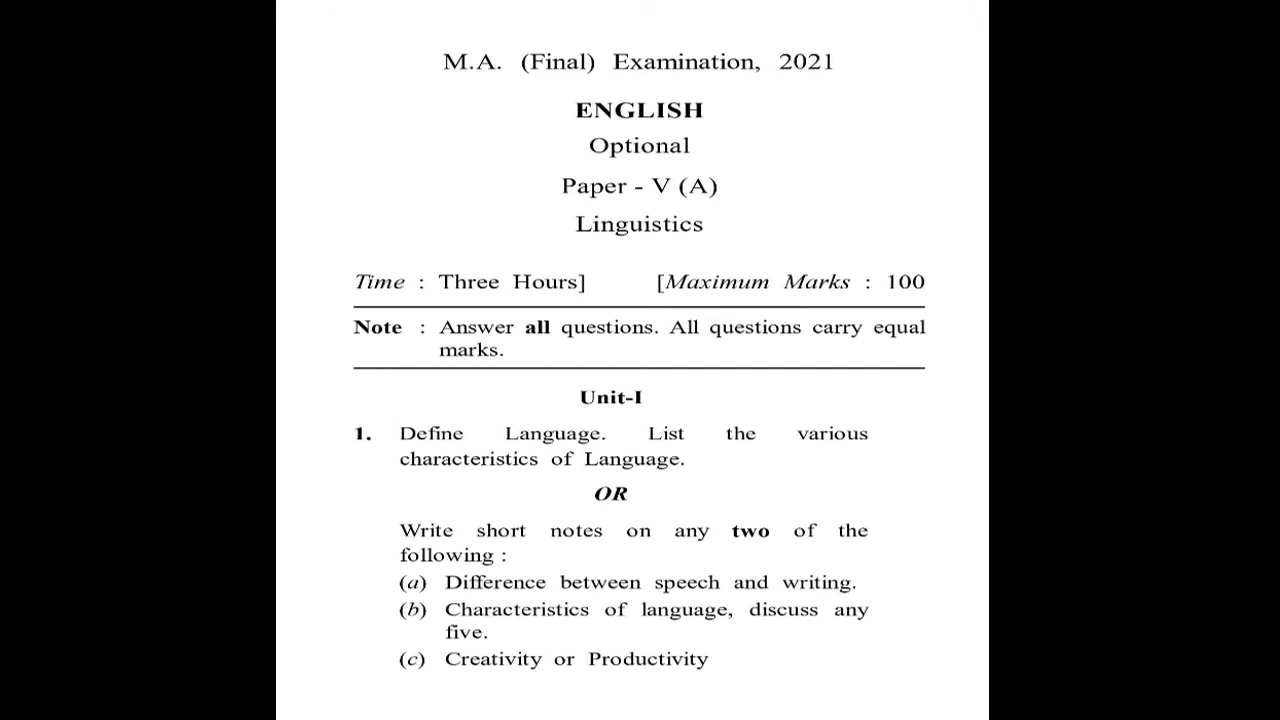 M.A. (Final) Examination, 2021
ENGLISH
Optional
Paper - V (A)
Linguistics
Time : Three Hours] [Maximum Marks : 100
Note : Answer all questions. All questions carry equal
marks.
Unit-I
1. Define Language. List the various
characteristics of Language.
OR
Write short notes on any two of the
following :
(a) Difference between speech and writing.
(b) Characteristics of language, discuss any
five.
(c) Creativity or Productivity